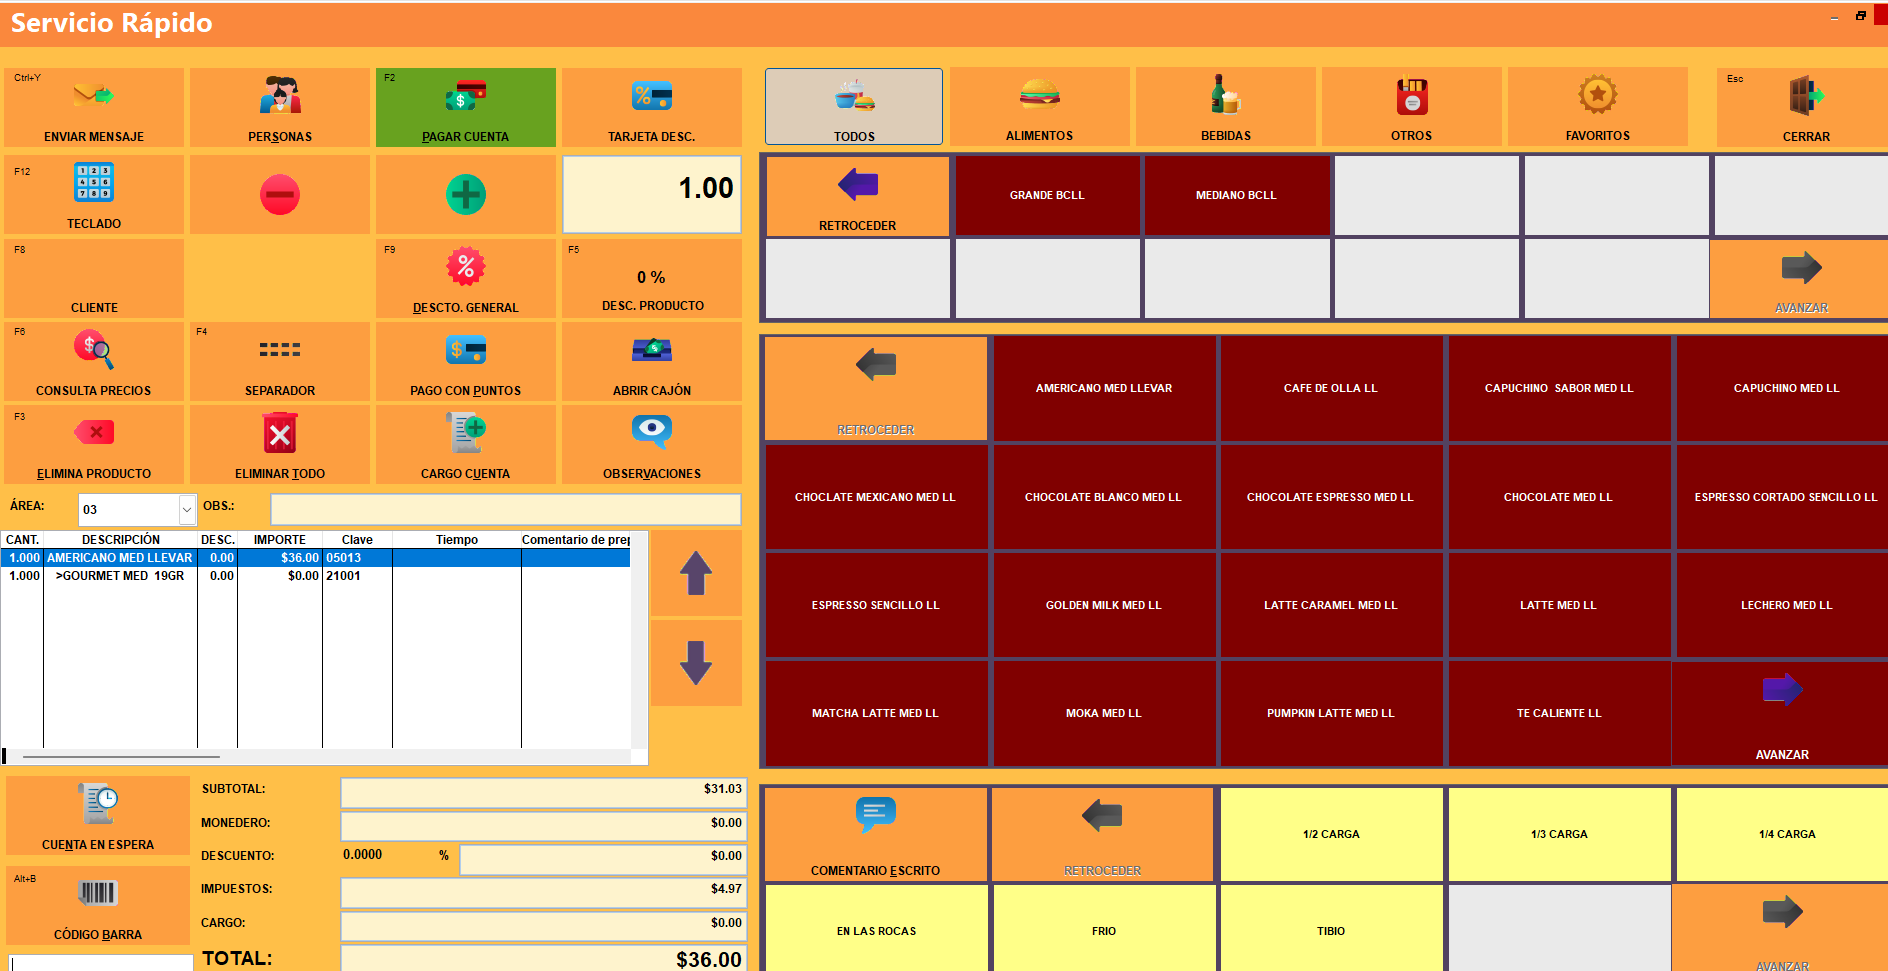 Servicio Rápido
Ctrl+Y
ENVIAR MENSAJE
PERSONAS
F2
PAGAR CUENTA
TARJETA DESC.
TODOS
ALIMENTOS
BEBIDAS
OTROS
FAVORITOS
Esc
CERRAR
F12
TECLADO
1.00
F8
CLIENTE
F9
DESCTO. GENERAL
F5
0 %
DESC. PRODUCTO
F6
CONSULTA PRECIOS
F4
SEPARADOR
PAGO CON PUNTOS
ABRIR CAJÓN
F3
ELIMINA PRODUCTO
ELIMINAR TODO
CARGO CUENTA
OBSERVACIONES
ÁREA: 03 OBS.:
CANT. DESCRIPCIÓN DESC. IMPORTE Clave Tiempo Comentario de prep
1.000 AMERICANO MED LLEVAR 0.00 $36.00 05013
1.000 >GOURMET MED 19GR 0.00 $0.00 21001
CUENTA EN ESPERA
Alt+B
CÓDIGO BARRA
SUBTOTAL: $31.03
MONEDERO: $0.00
DESCUENTO: 0.0000 % $0.00
IMPUESTOS: $4.97
CARGO: $0.00
TOTAL: $36.00
RETROCEDER
GRANDE BCLL
MEDIANO BCLL
AVANZAR
RETROCEDER
AMERICANO MED LLEVAR
CAFE DE OLLA LL
CAPUCHINO SABOR MED LL
CAPUCHINO MED LL
CHOCLATE MEXICANO MED LL
CHOCOLATE BLANCO MED LL
CHOCOLATE ESPRESSO MED LL
CHOCOLATE MED LL
ESPRESSO CORTADO SENCILLO LL
ESPRESSO SENCILLO LL
GOLDEN MILK MED LL
LATTE CARAMEL MED LL
LATTE MED LL
LECHERO MED LL
MATCHA LATTE MED LL
MOKA MED LL
PUMPKIN LATTE MED LL
TE CALIENTE LL
AVANZAR
COMENTARIO ESCRITO
RETROCEDER
1/2 CARGA
1/3 CARGA
1/4 CARGA
EN LAS ROCAS
FRIO
TIBIO
AVANZAR